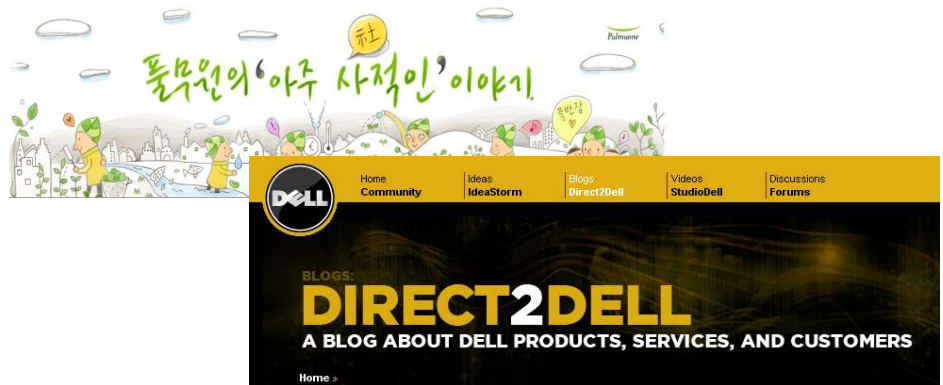 社
Pulmuone
풀무원의 '아주 사적인' 이야기.
풀반장
DELL
Home Ideas Blogs Videos Discussions
Community IdeaStorm Direct2Dell StudioDell Forums
BLOGS:
DIRECT2DELL
A BLOG ABOUT DELL PRODUCTS, SERVICES, AND CUSTOMERS
Home »